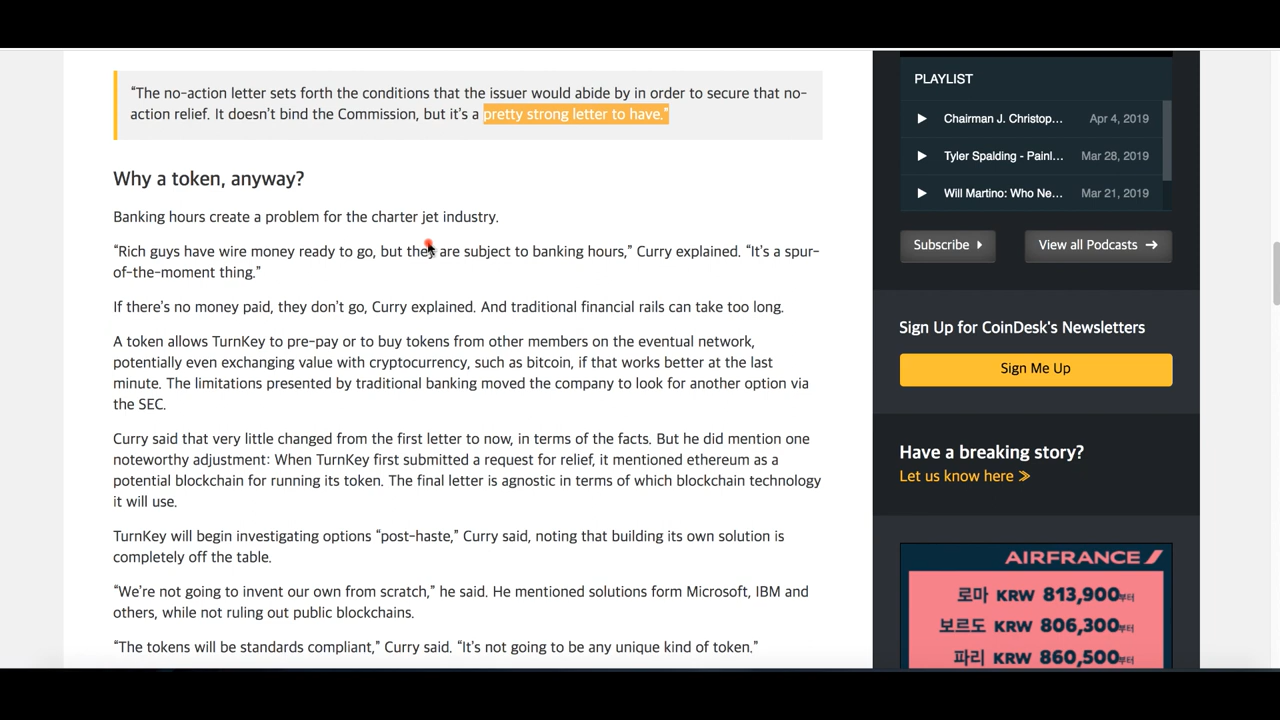 “The no-action letter sets forth the conditions that the issuer would abide by in order to secure that no-
action relief. It doesn’t bind the Commission, but it’s a pretty strong letter to have.”
Why a token, anyway?
Banking hours create a problem for the charter jet industry.
“Rich guys have wire money ready to go, but they are subject to banking hours,” Curry explained. “It’s a spur-
of-the-moment thing.”
If there’s no money paid, they don’t go, Curry explained. And traditional financial rails can take too long.
A token allows TurnKey to pre-pay or to buy tokens from other members on the eventual network,
potentially even exchanging value with cryptocurrency, such as bitcoin, if that works better at the last
minute. The limitations presented by traditional banking moved the company to look for another option via
the SEC.
Curry said that very little changed from the first letter to now, in terms of the facts. But he did mention one
noteworthy adjustment: When TurnKey first submitted a request for relief, it mentioned ethereum as a
potential blockchain for running its token. The final letter is agnostic in terms of which blockchain technology
it will use.
TurnKey will begin investigating options “post-haste,” Curry said, noting that building its own solution is
completely off the table.
“We’re not going to invent our own from scratch,” he said. He mentioned solutions form Microsoft, IBM and
others, while not ruling out public blockchains.
“The tokens will be standards compliant,” Curry said. “It’s not going to be any unique kind of token.”
PLAYLIST
Chairman J. Christop... Apr 4, 2019
Tyler Spalding - Painl... Mar 28, 2019
Will Martino: Who Ne... Mar 21, 2019
Subscribe View all Podcasts →
Sign Up for CoinDesk’s Newsletters
Sign Me Up
Have a breaking story?
Let us know here ≫
AIRFRANCE
로마 KRW 813,900부터
보르도 KRW 806,300부터
파리 KRW 860,500부터